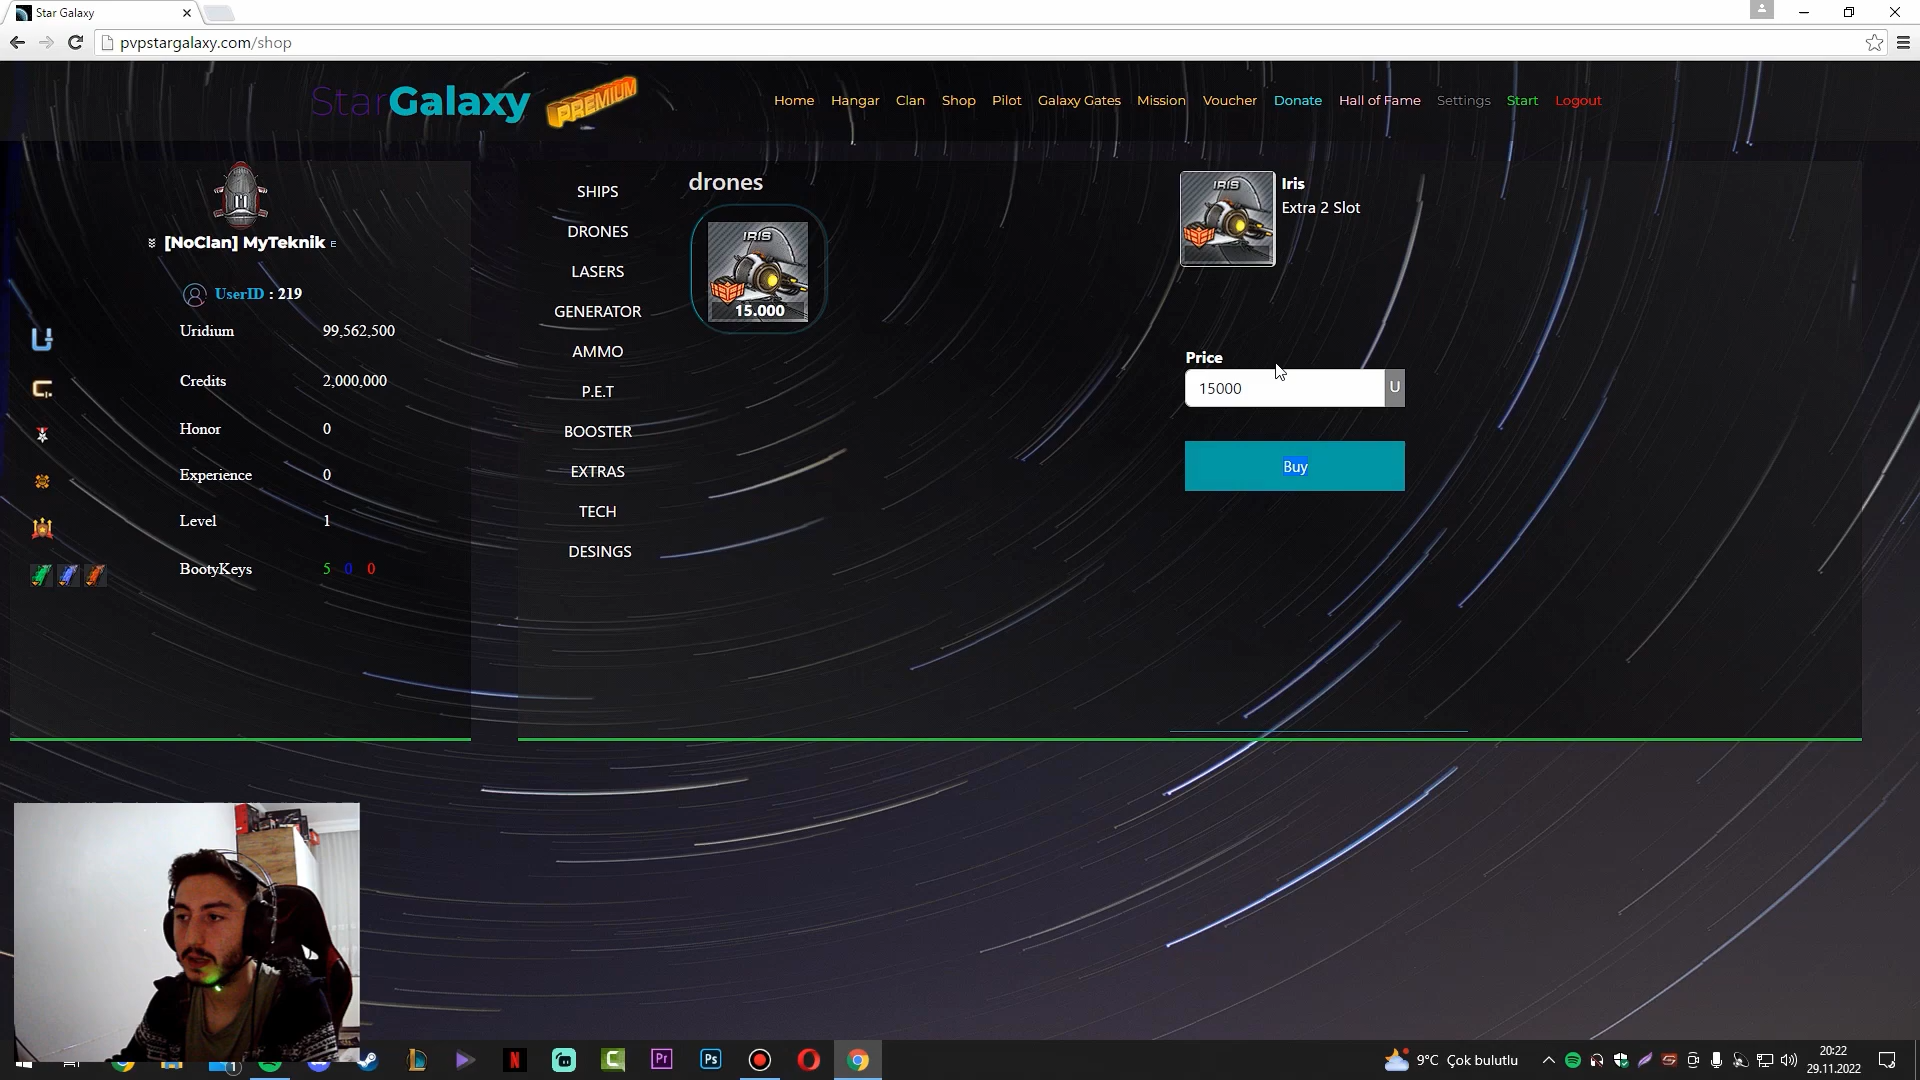 Star Galaxy
pvpstargalaxy.com/shop
StarGalaxy PREMIUM
Home Hangar Clan Shop Pilot Galaxy Gates Mission Voucher Donate Hall of Fame Settings Start Logout
[NoClan] MyTeknik E
UserID : 219
Uridium 99,562,500
Credits 2,000,000
Honor 0
Experience 0
Level 1
BootyKeys 5 0 0
SHIPS
DRONES
LASERS
GENERATOR
AMMO
P.E.T
BOOSTER
EXTRAS
TECH
DESINGS
drones
IRIS
15.000
IRIS
Iris
Extra 2 Slot
Price
15000 U
Buy
1
N
Pr
Ps
9°C Çok bulutlu
20:22
29.11.2022